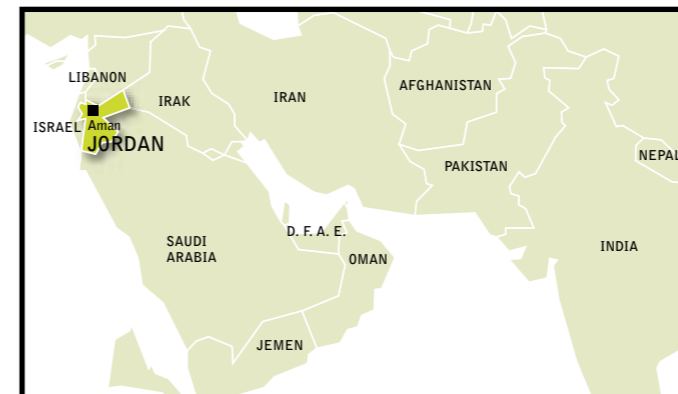 LIBANON
IRAK
IRAN
AFGHANISTAN
ISRAEL
Aman
JORDAN
PAKISTAN
NEPAL
SAUDI
ARABIA
D. F. A. E.
OMAN
INDIA
JEMEN